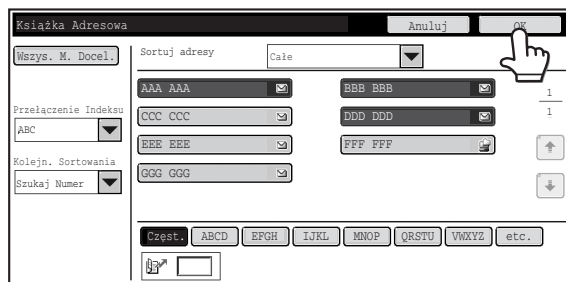 Książka Adresowa
Anuluj
OK
Wszys. M. Docel.
Sortuj adresy
Całe
AAA AAA
BBB BBB
CCC CCC
DDD DDD
EEE EEE
FFF FFF
GGG GGG
1
1
Przełączenie Indeksu
ABC
Kolejn. Sortowania
Szukaj Numer
Częst.
ABCD
EFGH
IJKL
MNOP
QRSTU
VWXYZ
etc.